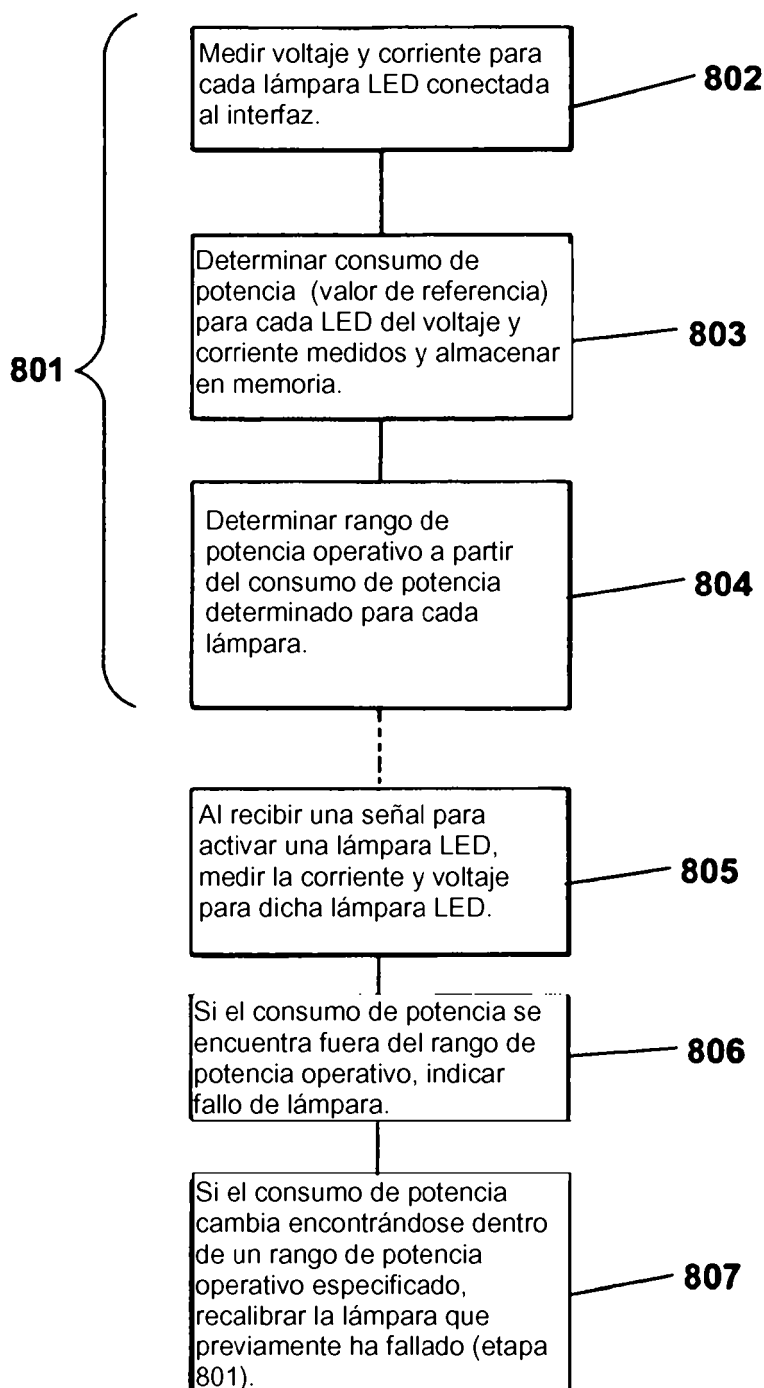 Medir voltaje y corriente para
cada lámpara LED conectada
al interfaz.
802
Determinar consumo de
potencia (valor de referencia)
para cada LED del voltaje y
corriente medidos y almacenar
en memoria.
803
801
Determinar rango de
potencia operativo a partir
del consumo de potencia
determinado para cada
lámpara.
804
Al recibir una señal para
activar una lámpara LED,
medir la corriente y voltaje
para dicha lámpara LED.
805
Si el consumo de potencia se
encuentra fuera del rango de
potencia operativo, indicar
fallo de lámpara.
806
Si el consumo de potencia
cambia encontrándose dentro
de un rango de potencia
operativo especificado,
recalibrar la lámpara que
previamente ha fallado (etapa
801).
807